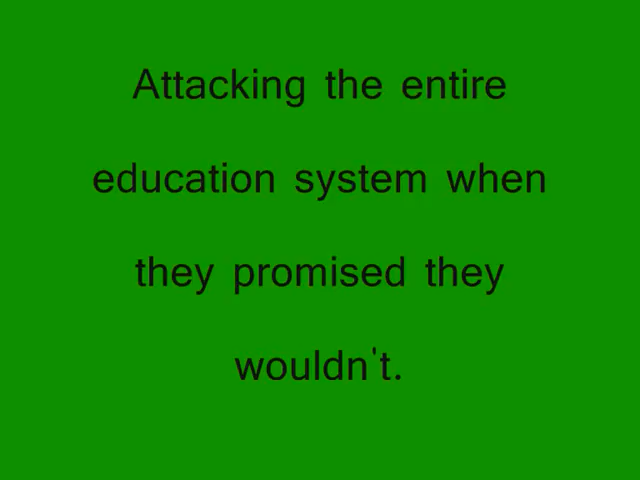 Attacking the entire
education system when
they promised they
wouldn't.